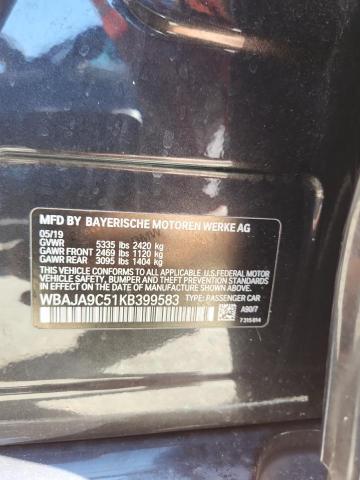 MFD BY BAYERISCHE MOTOREN WERKE AG
05/19
GVWR 5335 lbs 2420 kg
GAWR FRONT 2469 lbs 1120 kg
GAWR REAR 3095 lbs 1404 kg
THIS VEHICLE CONFORMS TO ALL APPLICABLE U.S. FEDERAL MOTOR
VEHICLE SAFETY, BUMPER, AND THEFT PREVENTION STANDARDS
IN EFFECT ON THE DATE OF MANUFACTURE SHOWN ABOVE.
WBAJA9C51KB399583 TYPE: PASSENGER CAR
A90/7
7315814